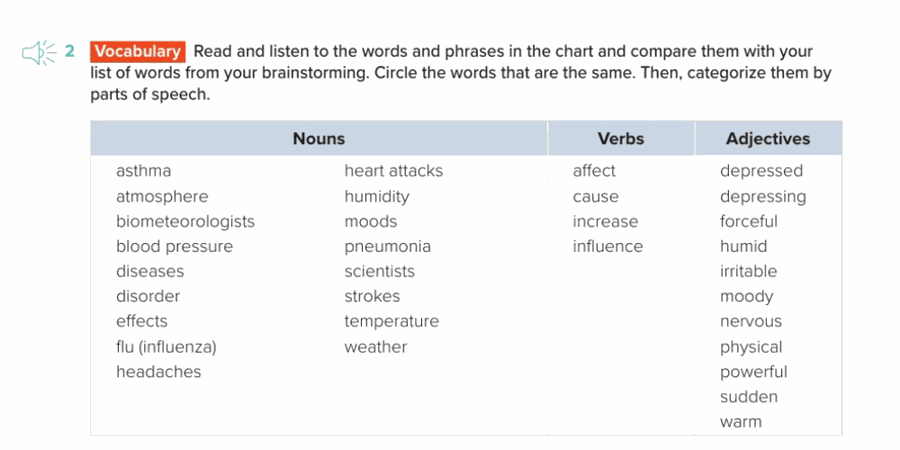 2 Vocabulary Read and listen to the words and phrases in the chart and compare them with your
list of words from your brainstorming. Circle the words that are the same. Then, categorize them by
parts of speech.
Nouns Verbs Adjectives
asthma heart attacks affect depressed
atmosphere humidity cause depressing
biometeorologists moods increase forceful
blood pressure pneumonia influence humid
diseases scientists irritable
disorder strokes moody
effects temperature nervous
flu (influenza) weather physical
headaches powerful
sudden
warm